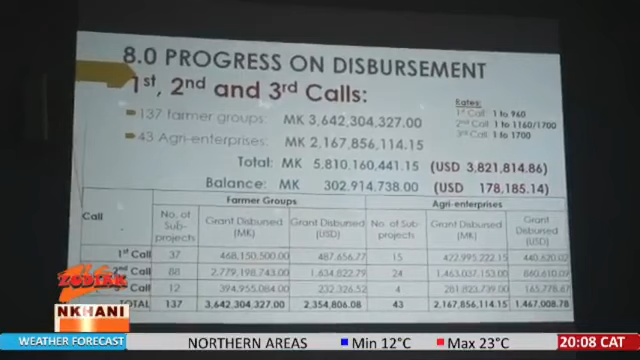 8.0 PROGRESS ON DISBURSEMENT
1st, 2nd and 3rd Calls:
137 farmer groups: MK 3,642,304,327.00
43 Agri-enterprises: MK 2,167,856,114.15
Total: MK 5,810,160,441.15 (USD 3,821,814.86)
Balance: MK 302,914,738.00 (USD 178,185.14)
Rates:
1st Call: 1 to 960
2nd Call: 1 to 1160/1700
3rd Call: 1 to 1700
Farmer Groups Agri-enterprises
Call No. of Sub-projects Grant Disbursed (MK) Grant Disbursed (USD) No. of Sub-projects Grant Disbursed (MK) Grant Disbursed (USD)
1st Call 37 468,150,500.00 487,656.77 15 422,995,222.15 440,620.02
2nd Call 88 2,779,198,743.00 1,634,822.79 24 1,463,037,153.00 860,610.09
3rd Call 12 394,955,084.00 232,326.52 4 281,823,739.00 165,778.67
TOTAL 137 3,642,304,327.00 2,354,806.08 43 2,167,856,114.15 1,467,008.78
ZODIAK
NKHANI
WEATHER FORECAST NORTHERN AREAS Min 12°C Max 23°C 20:08 CAT